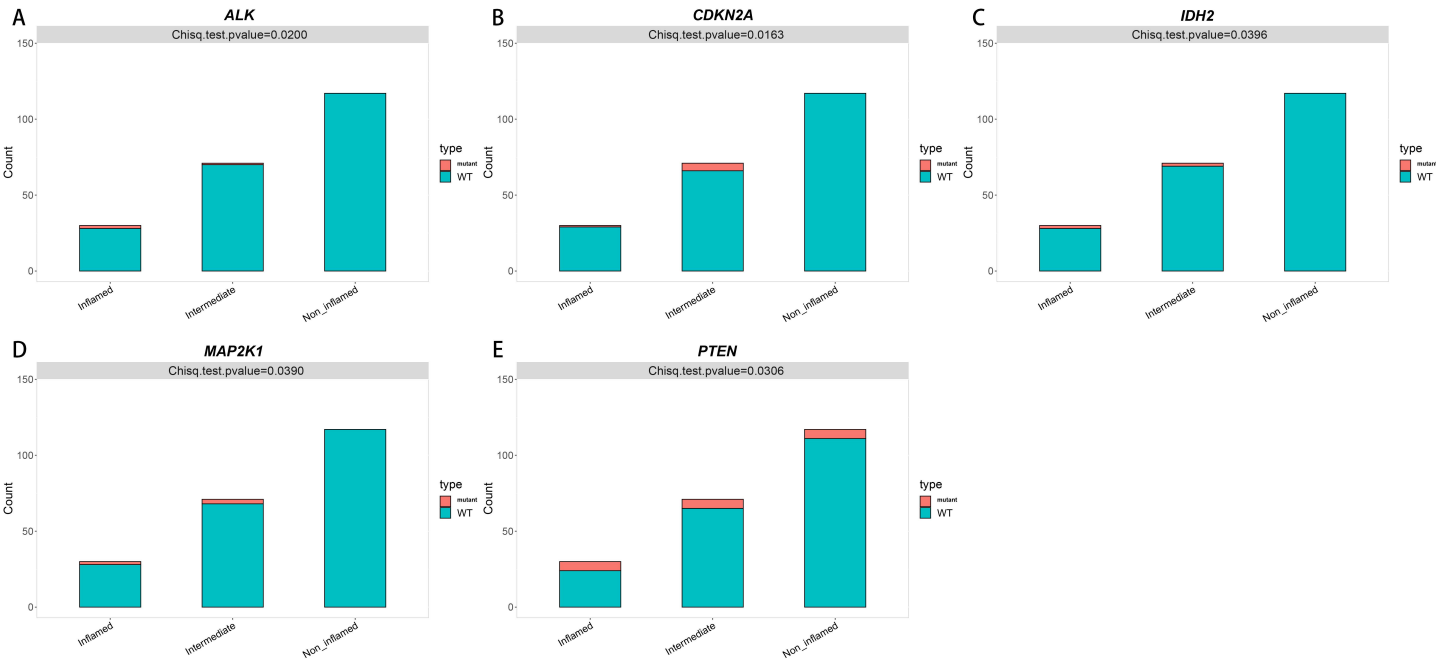 A
ALK
Chisq.test.pvalue=0.0200
150
100
50
0
Count
Inflamed
Intermediate
Non_inflamed
type
mutant
WT
B
CDKN2A
Chisq.test.pvalue=0.0163
150
100
50
0
Count
Inflamed
Intermediate
Non_inflamed
type
mutant
WT
C
IDH2
Chisq.test.pvalue=0.0396
150
100
50
0
Count
Inflamed
Intermediate
Non_inflamed
type
mutant
WT
D
MAP2K1
Chisq.test.pvalue=0.0390
150
100
50
0
Count
Inflamed
Intermediate
Non_inflamed
type
mutant
WT
E
PTEN
Chisq.test.pvalue=0.0306
150
100
50
0
Count
Inflamed
Intermediate
Non_inflamed
type
mutant
WT